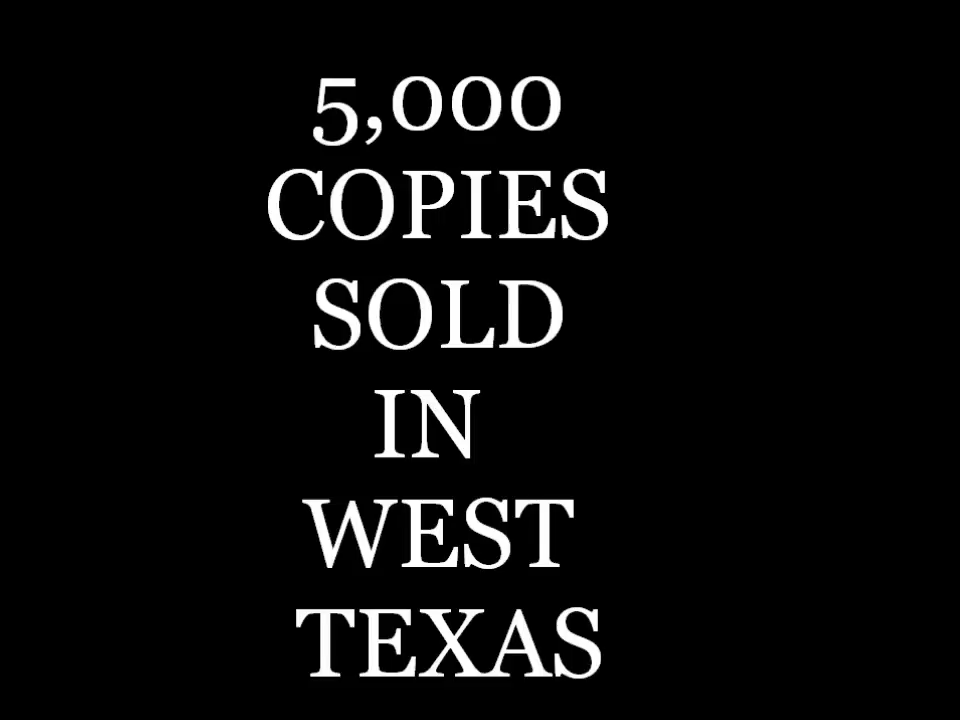 5,000
COPIES
SOLD
IN
WEST
TEXAS